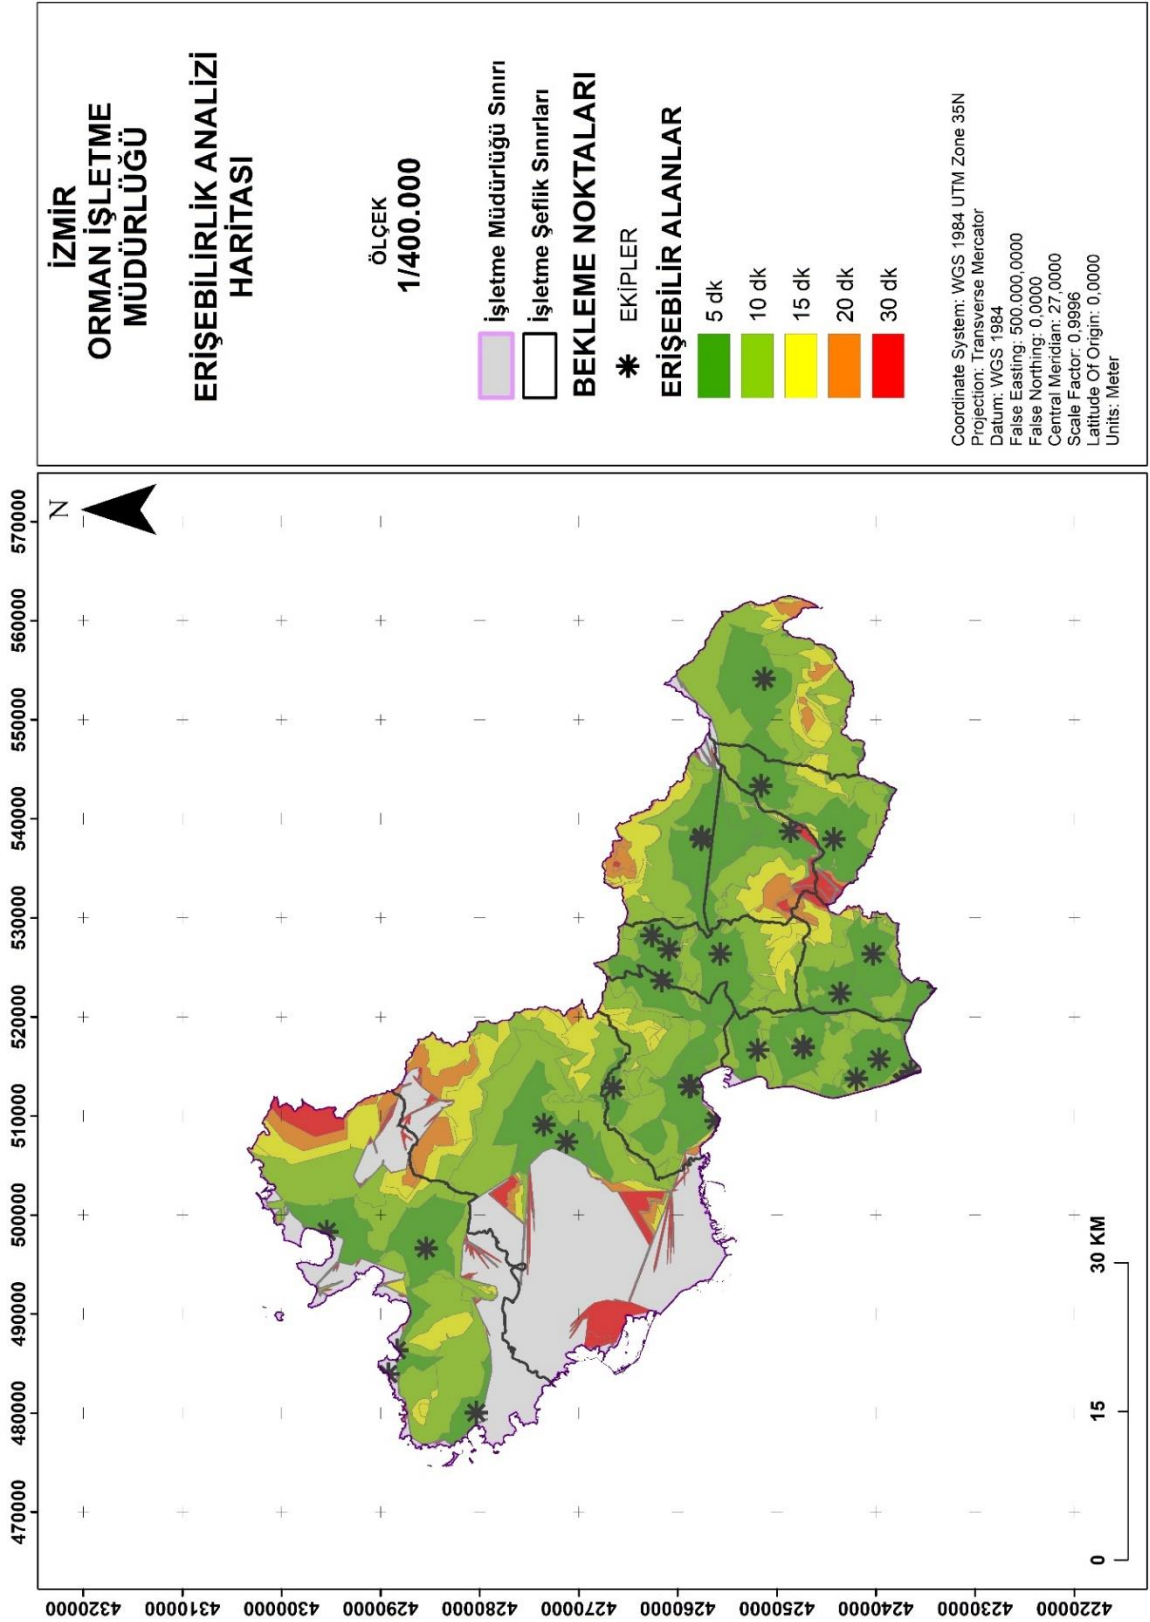 İZMİR
ORMAN İŞLETME
MÜDÜRLÜĞÜ
ERİŞEBİLİRLİK ANALİZİ
HARİTASI
ÖLÇEK
1/400.000
İşletme Müdürlüğü Sınırı
İşletme Şeflik Sınırları
BEKLEME NOKTALARI
EKİPLER
ERİŞEBİLİR ALANLAR
5 dk
10 dk
15 dk
20 dk
30 dk
Coordinate System: WGS 1984 UTM Zone 35N
Projection: Transverse Mercator
Datum: WGS 1984
False Easting: 500.000,0000
False Northing: 0,0000
Central Meridian: 27,0000
Scale Factor: 0,9996
Latitude Of Origin: 0,0000
Units: Meter
470000 480000 490000 500000 510000 520000 530000 540000 550000 560000 570000
N
4320000
4310000
4300000
4290000
4280000
4270000
4260000
4250000
4240000
4230000
4220000
0 15 30 KM